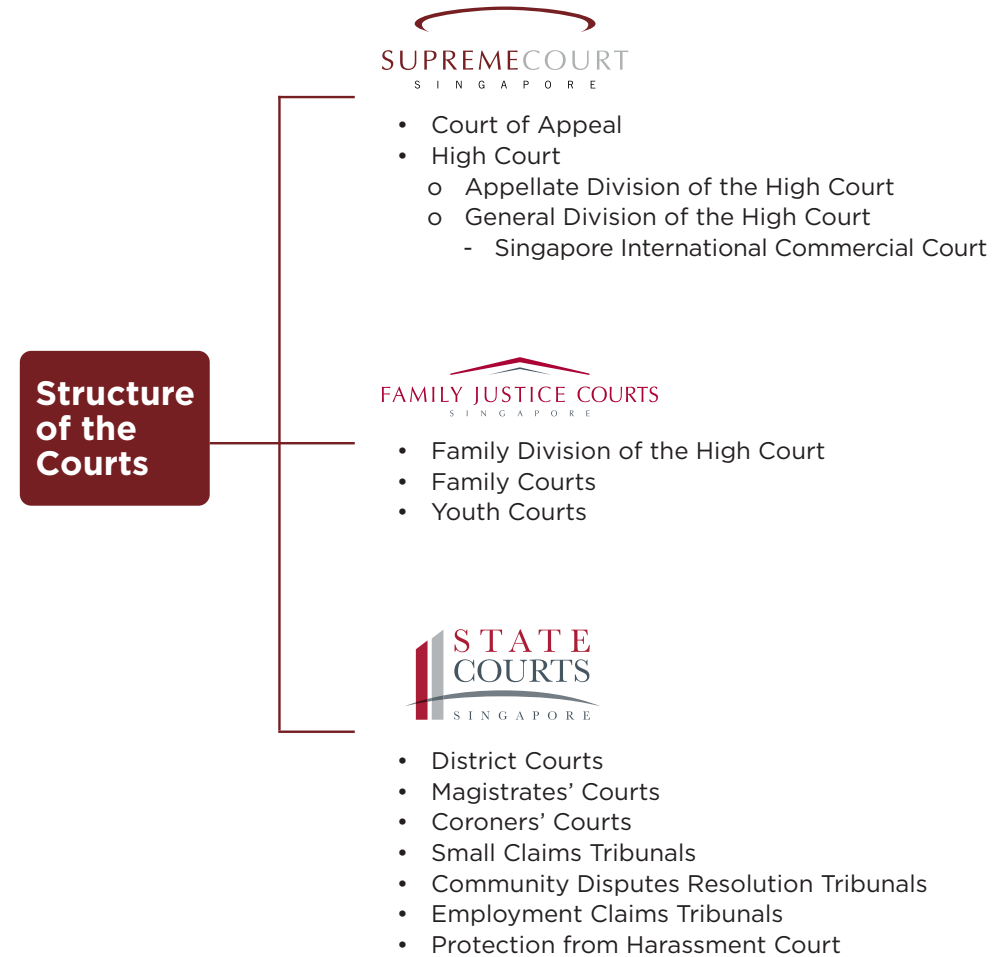 SUPREMECOURT
SINGAPORE
• Court of Appeal
• High Court
o Appellate Division of the High Court
o General Division of the High Court
- Singapore International Commercial Court
Structure
of the
Courts
FAMILY JUSTICE COURTS
SINGAPORE
• Family Division of the High Court
• Family Courts
• Youth Courts
STATE
COURTS
SINGAPORE
• District Courts
• Magistrates’ Courts
• Coroners’ Courts
• Small Claims Tribunals
• Community Disputes Resolution Tribunals
• Employment Claims Tribunals
• Protection from Harassment Court